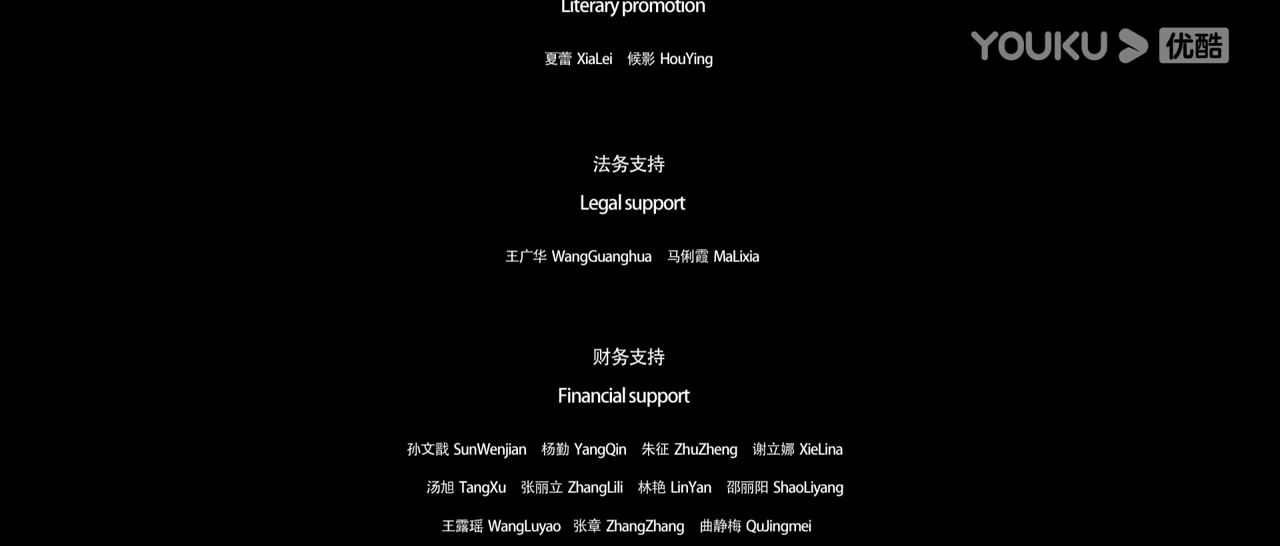 Literary promotion
YOUKU 优酷
夏蕾 XiaLei 候影 HouYing
法务支持
Legal support
王广华 WangGuanghua 马俐霞 MaLixia
财务支持
Financial support
孙文戬 SunWenjian 杨勤 YangQin 朱征 ZhuZheng 谢立娜 XieLina
汤旭 TangXu 张丽立 ZhangLili 林艳 LinYan 邵丽阳 ShaoLiyang
王露瑶 WangLuyao 张章 ZhangZhang 曲静梅 QuJingmei